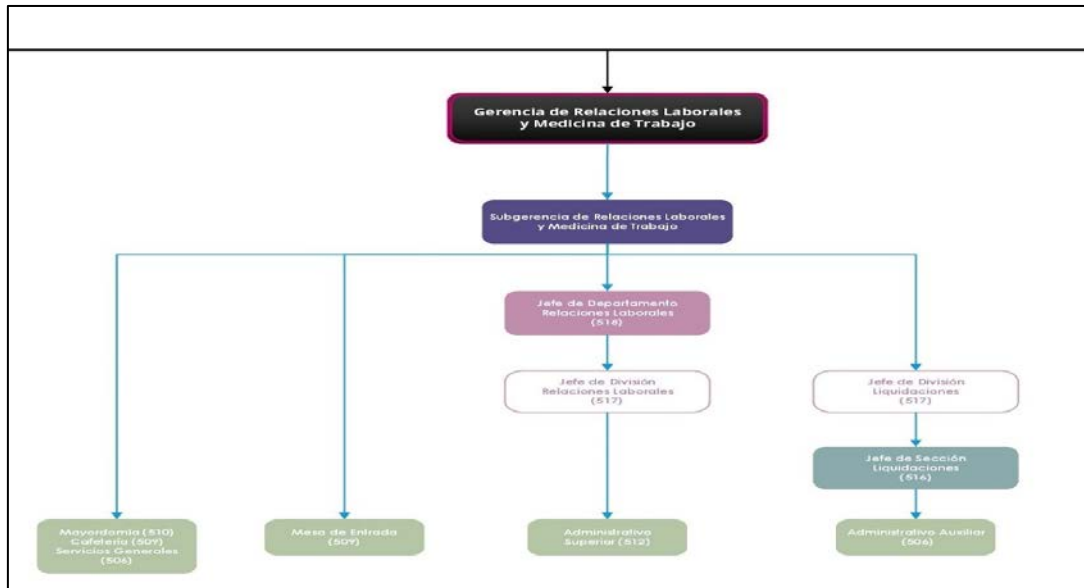 Gerencia de Relaciones Laborales
y Medicina de Trabajo
Subgerencia de Relaciones Laborales
y Medicina de Trabajo
Jefe de Departamento
Relaciones Laborales
(518)
Jefe de División
Relaciones Laborales
(517)
Jefe de División
Liquidaciones
(517)
Jefe de Sección
Liquidaciones
(516)
Mayordomía (510)
Cafetería (509)
Servicios Generales
(506)
Mesa de Entrada
(509)
Administrativo
Superior (512)
Administrativo Auxiliar
(506)